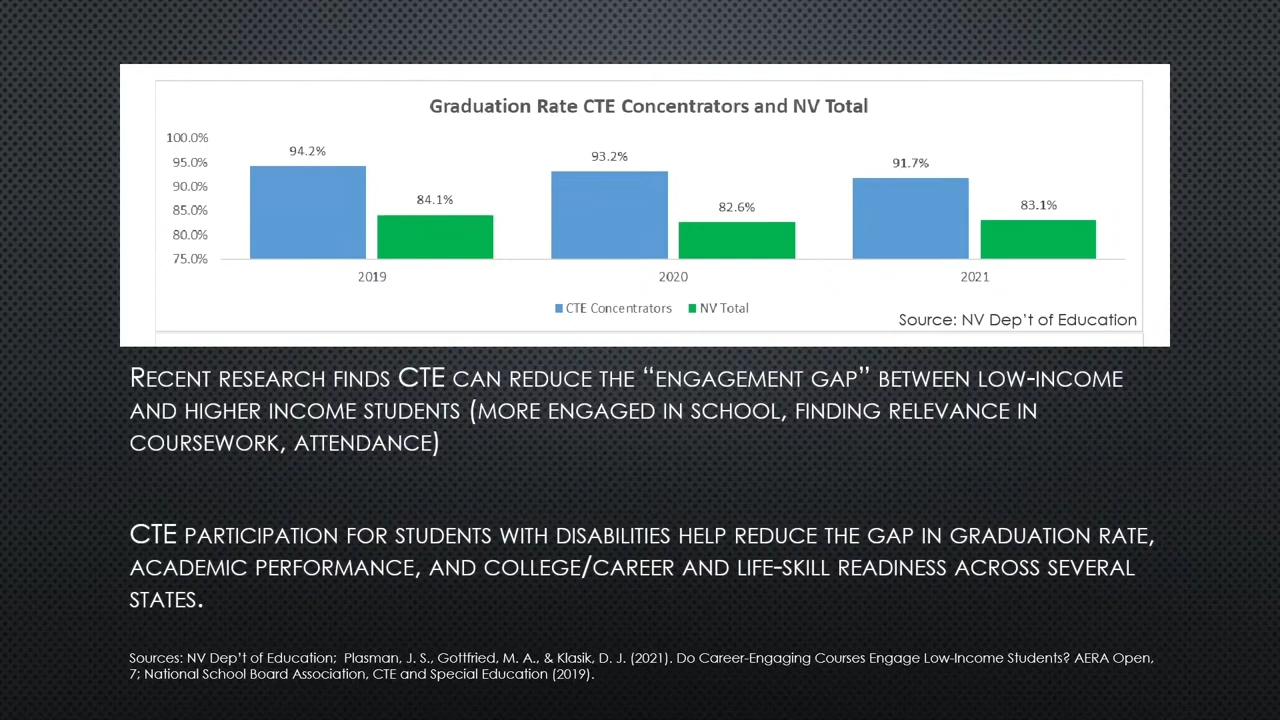 Graduation Rate CTE Concentrators and NV Total
100.0%
95.0%
90.0%
85.0%
80.0%
75.0%
94.2%
84.1%
93.2%
82.6%
91.7%
83.1%
2019
2020
2021
CTE Concentrators
NV Total
Source: NV Dep't of Education
RECENT RESEARCH FINDS CTE CAN REDUCE THE “ENGAGEMENT GAP” BETWEEN LOW-INCOME
AND HIGHER INCOME STUDENTS (MORE ENGAGED IN SCHOOL, FINDING RELEVANCE IN
COURSEWORK, ATTENDANCE)
CTE PARTICIPATION FOR STUDENTS WITH DISABILITIES HELP REDUCE THE GAP IN GRADUATION RATE,
ACADEMIC PERFORMANCE, AND COLLEGE/CAREER AND LIFE-SKILL READINESS ACROSS SEVERAL
STATES.
Sources: NV Dep't of Education; Plasman, J. S., Gottfried, M. A., & Klasik, D. J. (2021). Do Career-Engaging Courses Engage Low-Income Students? AERA Open,
7; National School Board Association, CTE and Special Education (2019).